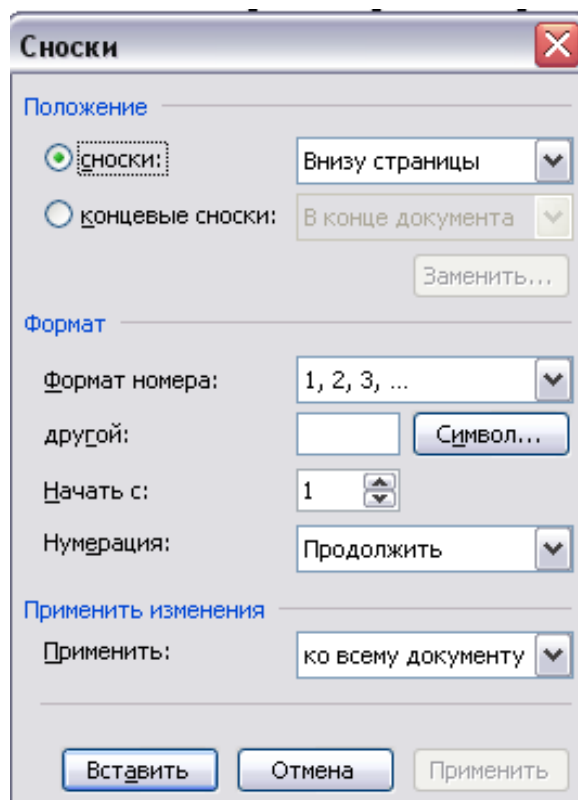 Сноски
Положение
сноски: Внизу страницы
концевые сноски: В конце документа
Заменить...
Формат
Формат номера: 1, 2, 3, ...
другой: Символ...
Начать с: 1
Нумерация: Продолжить
Применить изменения
Применить: ко всему документу
Вставить Отмена Применить